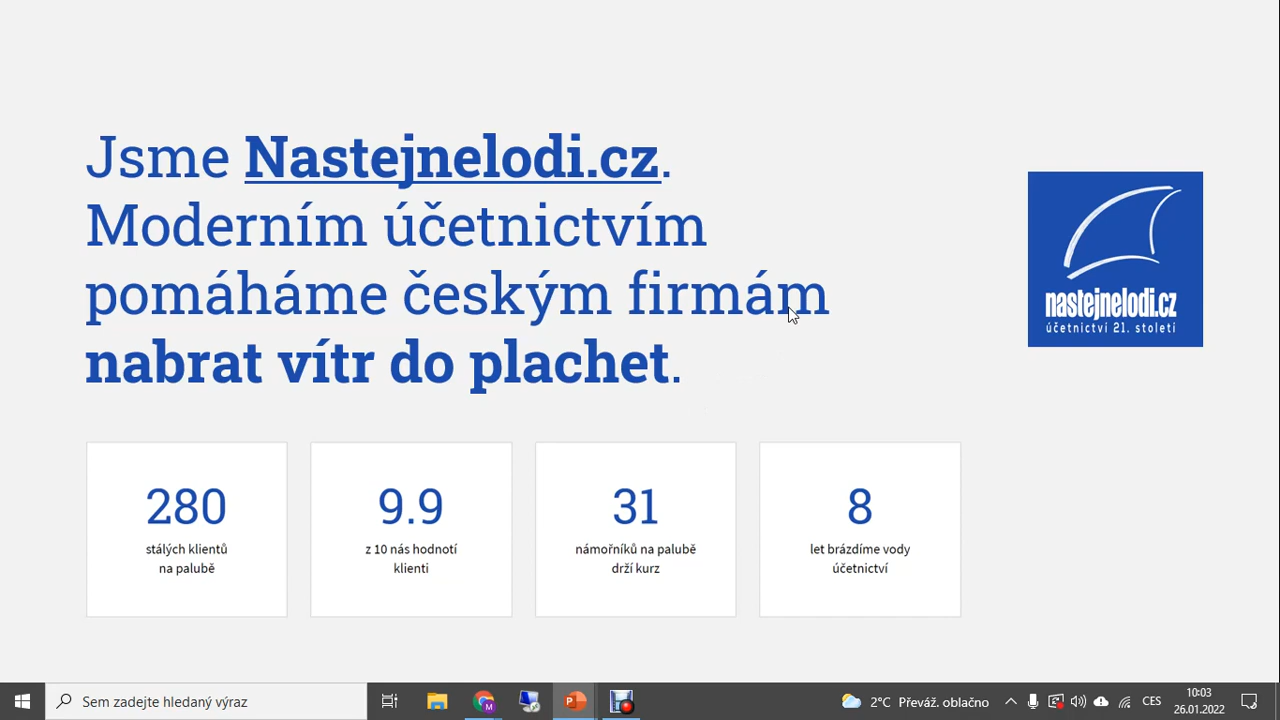 Jsme Nastejnelodi.cz.
Moderním účetnictvím
pomáháme českým firmám
nabrat vítr do plachet.
nastejnelodi.cz
účetnictví 21. století
280
stálých klientů
na palubě
9.9
z 10 nás hodnotí
klienti
31
námořníků na palubě
drží kurz
8
let brázdíme vody
účetnictví
Sem zadejte hledaný výraz
2°C Převáž. oblačno
CES
10:03
26.01.2022